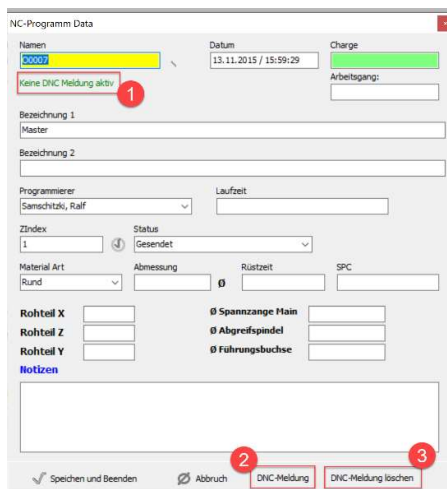 NC-Programm Data
Namen Datum Charge
O0007 13.11.2015 / 15:59:29
Keine DNC Meldung aktiv Arbeitsgang:
1
Bezeichnung 1
Master
Bezeichnung 2
Programmierer Laufzeit
Samschitzki, Ralf
ZIndex Status
1 Gesendet
Material Art Abmessung Rüstzeit SPC
Rund Ø
Rohteil X Ø Spannzange Main
Rohteil Z Ø Abgreifspindel
Rohteil Y Ø Führungsbuchse
Notizen
2 3
Speichen und Beenden Abbruch DNC-Meldung DNC-Meldung löschen